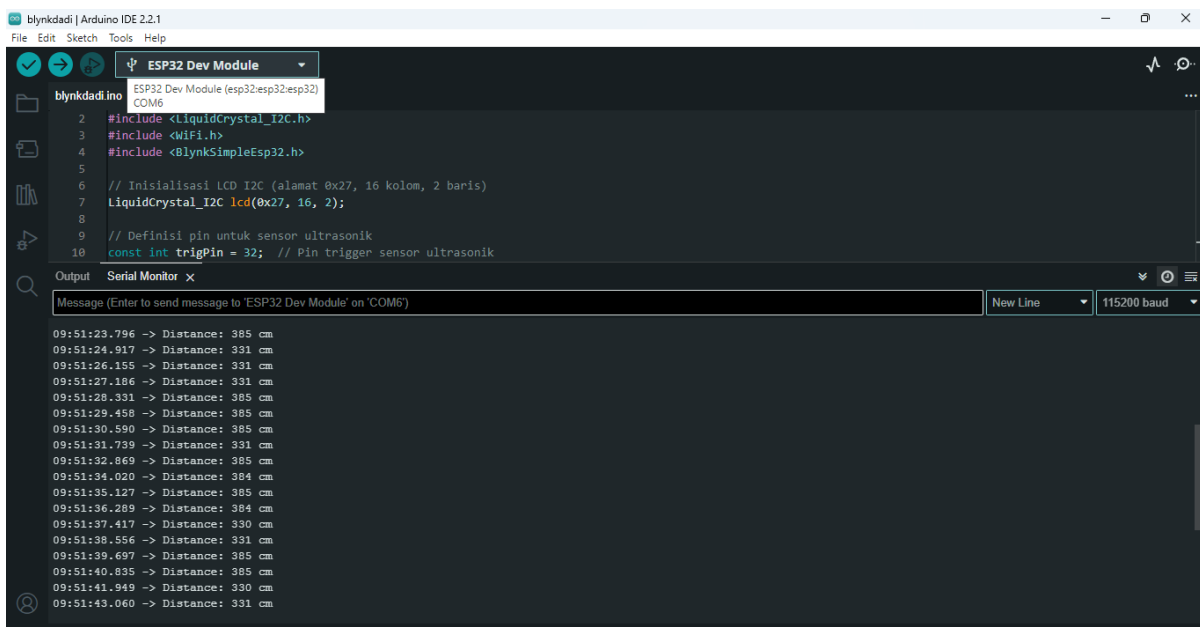 blynkdadi | Arduino IDE 2.2.1
File Edit Sketch Tools Help
ESP32 Dev Module
blynkdadi.ino
ESP32 Dev Module (esp32:esp32:esp32)
COM6
2 #include <LiquidCrystal_I2C.h>
3 #include <WiFi.h>
4 #include <BlynkSimpleEsp32.h>
5
6 // Inisialisasi LCD I2C (alamat 0x27, 16 kolom, 2 baris)
7 LiquidCrystal_I2C lcd(0x27, 16, 2);
8
9 // Definisi pin untuk sensor ultrasonik
10 const int trigPin = 32; // Pin trigger sensor ultrasonik
Output Serial Monitor
Message (Enter to send message to 'ESP32 Dev Module' on 'COM6')
New Line
115200 baud
09:51:23.796 -> Distance: 385 cm
09:51:24.917 -> Distance: 331 cm
09:51:26.155 -> Distance: 331 cm
09:51:27.186 -> Distance: 331 cm
09:51:28.331 -> Distance: 385 cm
09:51:29.458 -> Distance: 385 cm
09:51:30.590 -> Distance: 385 cm
09:51:31.739 -> Distance: 331 cm
09:51:32.869 -> Distance: 385 cm
09:51:34.020 -> Distance: 384 cm
09:51:35.127 -> Distance: 385 cm
09:51:36.289 -> Distance: 384 cm
09:51:37.417 -> Distance: 330 cm
09:51:38.556 -> Distance: 331 cm
09:51:39.697 -> Distance: 385 cm
09:51:40.835 -> Distance: 385 cm
09:51:41.949 -> Distance: 330 cm
09:51:43.060 -> Distance: 331 cm